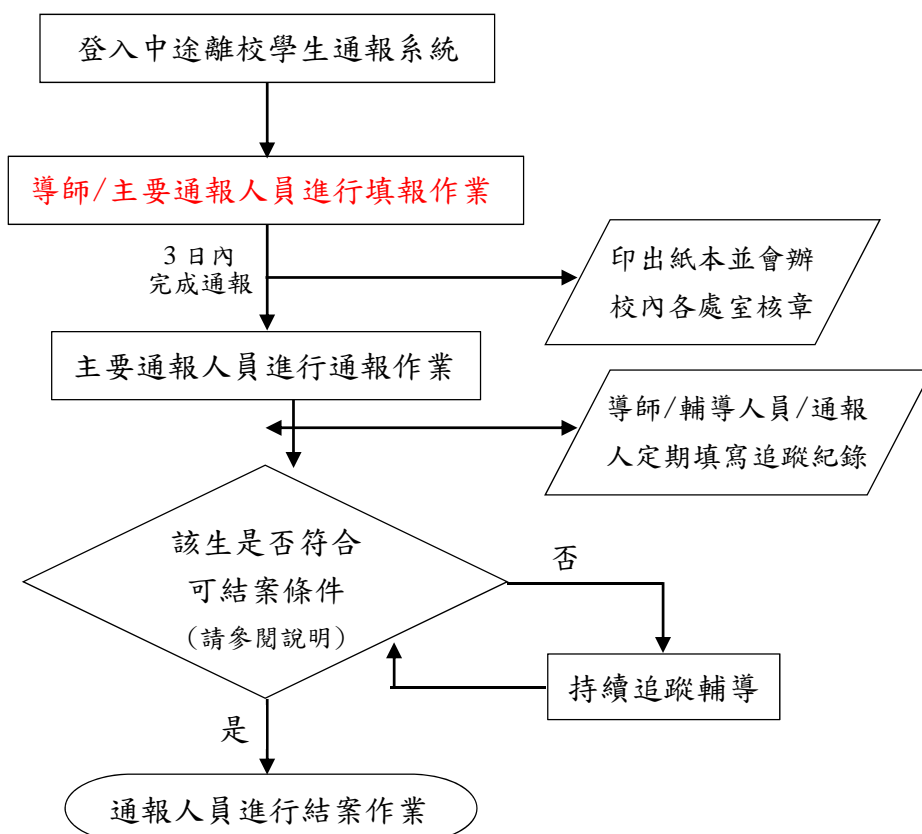 登入中途離校學生通報系統
導師/主要通報人員進行填報作業
3 日內
完成通報
印出紙本並會辦
校內各處室核章
主要通報人員進行通報作業
導師/輔導人員/通報
人定期填寫追蹤紀錄
該生是否符合
可結案條件
(請參閱說明)
否
持續追蹤輔導
是
通報人員進行結案作業